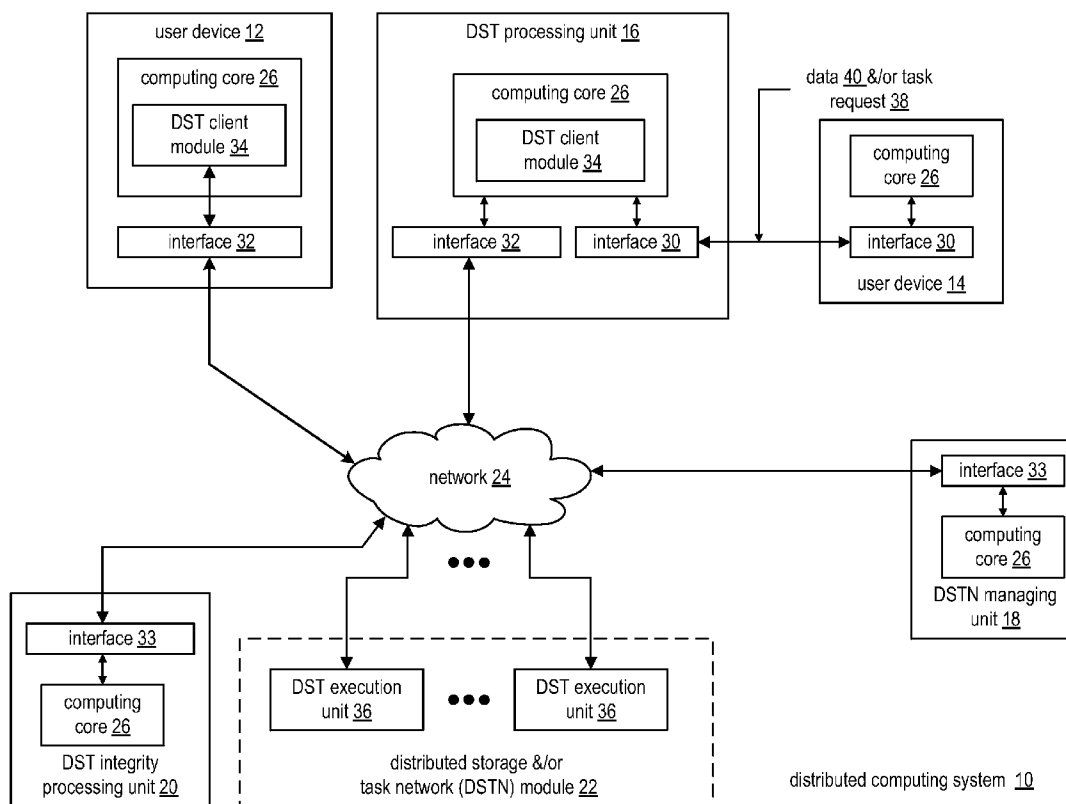 user device 12
computing core 26
DST client
module 34
interface 32
DST processing unit 16
computing core 26
DST client
module 34
interface 32
interface 30
data 40 &/or task
request 38
computing
core 26
interface 30
user device 14
network 24
interface 33
computing
core 26
DSTN managing
unit 18
interface 33
computing
core 26
DST integrity
processing unit 20
DST execution
unit 36
DST execution
unit 36
distributed storage &/or
task network (DSTN) module 22
distributed computing system 10